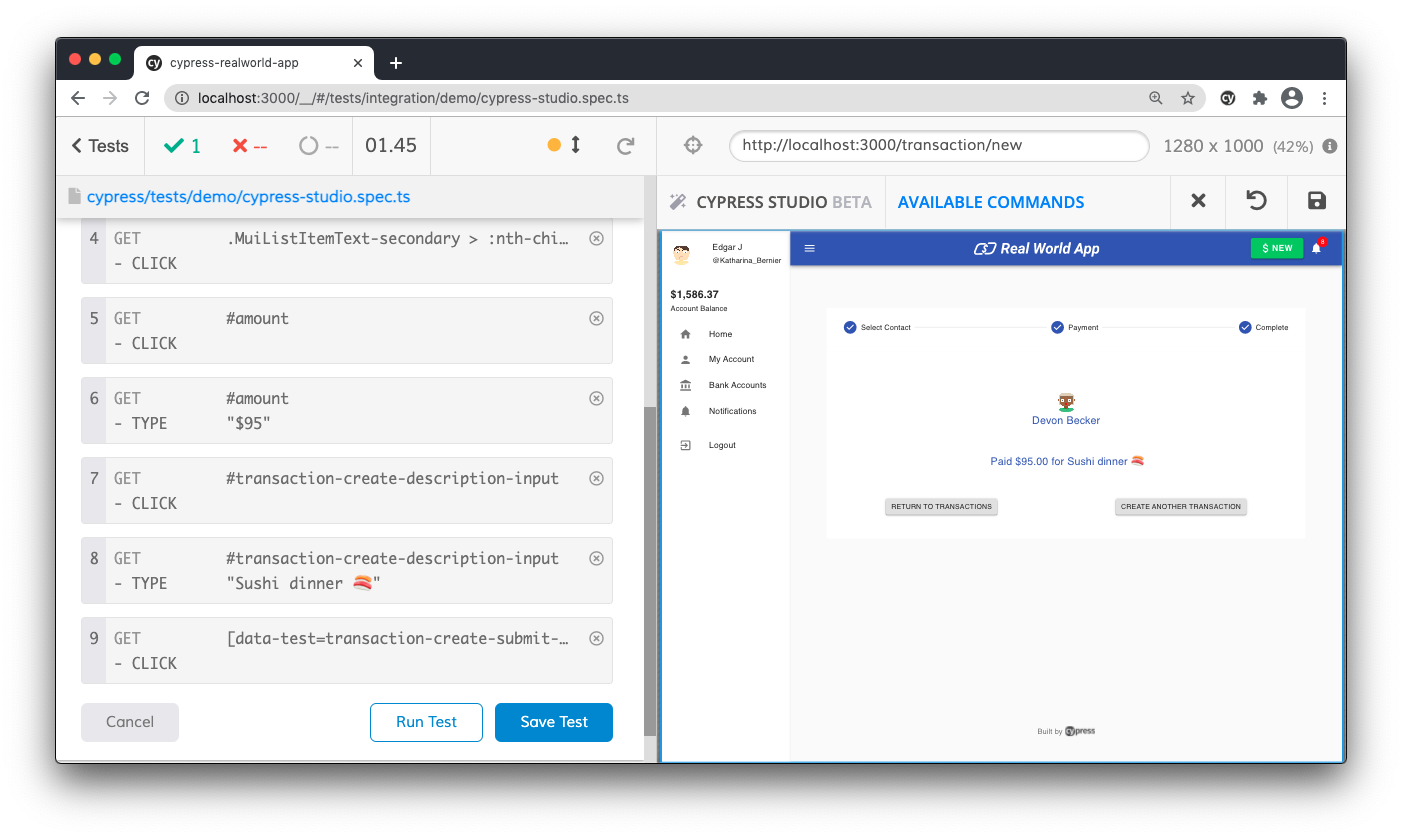 cypress-realworld-app
localhost:3000/__/#/tests/integration/demo/cypress-studio.spec.ts
Tests
1
--
--
01.45
http://localhost:3000/transaction/new
1280 x 1000 (42%)
cypress/tests/demo/cypress-studio.spec.ts
CYPRESS STUDIO BETA
AVAILABLE COMMANDS
4 GET .MuiListItemText-secondary > :nth-chi…
- CLICK
5 GET #amount
- CLICK
6 GET #amount
- TYPE "$95"
7 GET #transaction-create-description-input
- CLICK
8 GET #transaction-create-description-input
- TYPE "Sushi dinner 🍣"
9 GET [data-test=transaction-create-submit-…
- CLICK
Cancel
Run Test
Save Test
Edgar J
@Katharina_Bernier
$1,586.37
Account Balance
Home
My Account
Bank Accounts
Notifications
Logout
Real World App
$ NEW
8
Select Contact
Payment
Complete
Devon Becker
Paid $95.00 for Sushi dinner 🍣
RETURN TO TRANSACTIONS
CREATE ANOTHER TRANSACTION
Built by cypress